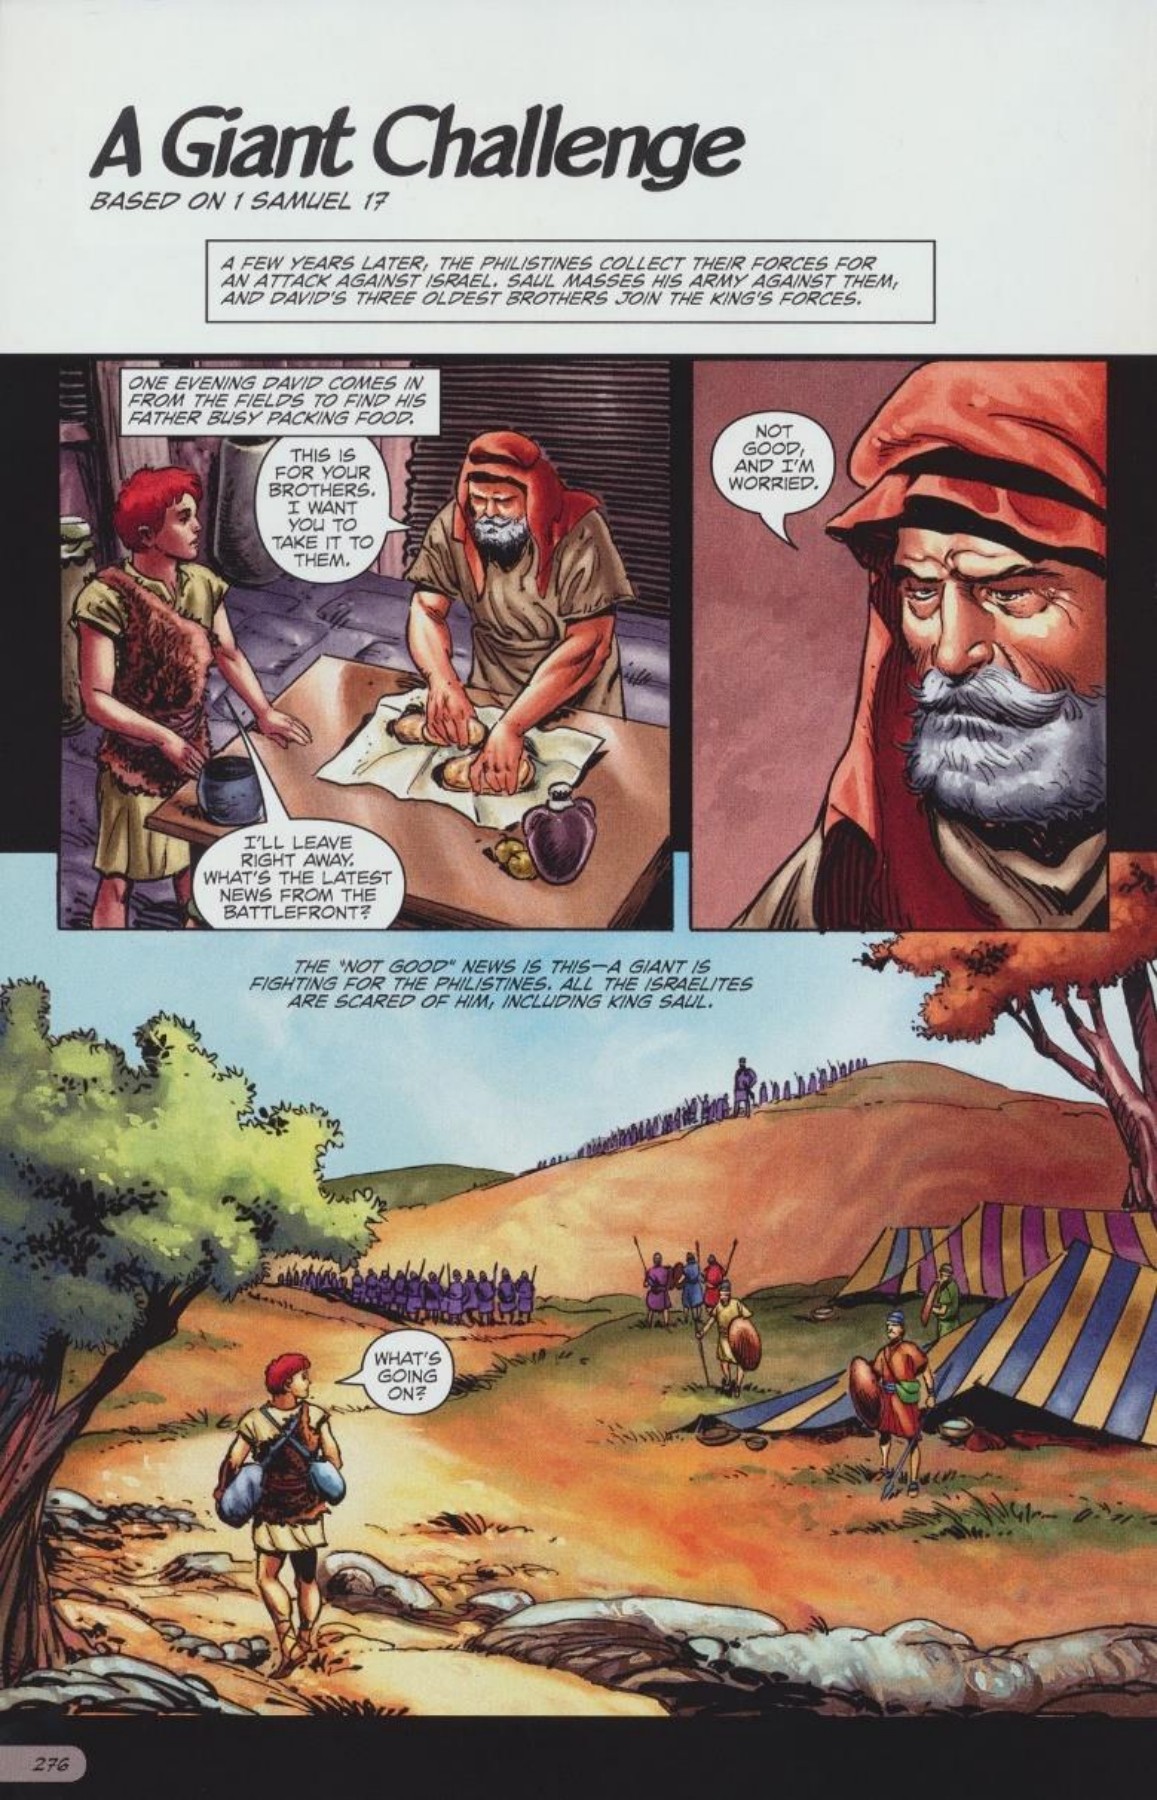 A Giant Challenge
BASED ON 1 SAMUEL 17
A FEW YEARS LATER, THE PHILISTINES COLLECT THEIR FORCES FOR
AN ATTACK AGAINST ISRAEL. SAUL MASSES HIS ARMY AGAINST THEM,
AND DAVID'S THREE OLDEST BROTHERS JOIN THE KING'S FORCES.
ONE EVENING DAVID COMES IN
FROM THE FIELDS TO FIND HIS
FATHER BUSY PACKING FOOD.
THIS IS
FOR YOUR
BROTHERS.
I WANT
YOU TO
TAKE IT TO
THEM.
I'LL LEAVE
RIGHT AWAY.
WHAT'S THE LATEST
NEWS FROM THE
BATTLEFRONT?
NOT
GOOD,
AND I'M
WORRIED.
THE "NOT GOOD" NEWS IS THIS—A GIANT IS
FIGHTING FOR THE PHILISTINES. ALL THE ISRAELITES
ARE SCARED OF HIM, INCLUDING KING SAUL.
WHAT'S
GOING
ON?
276